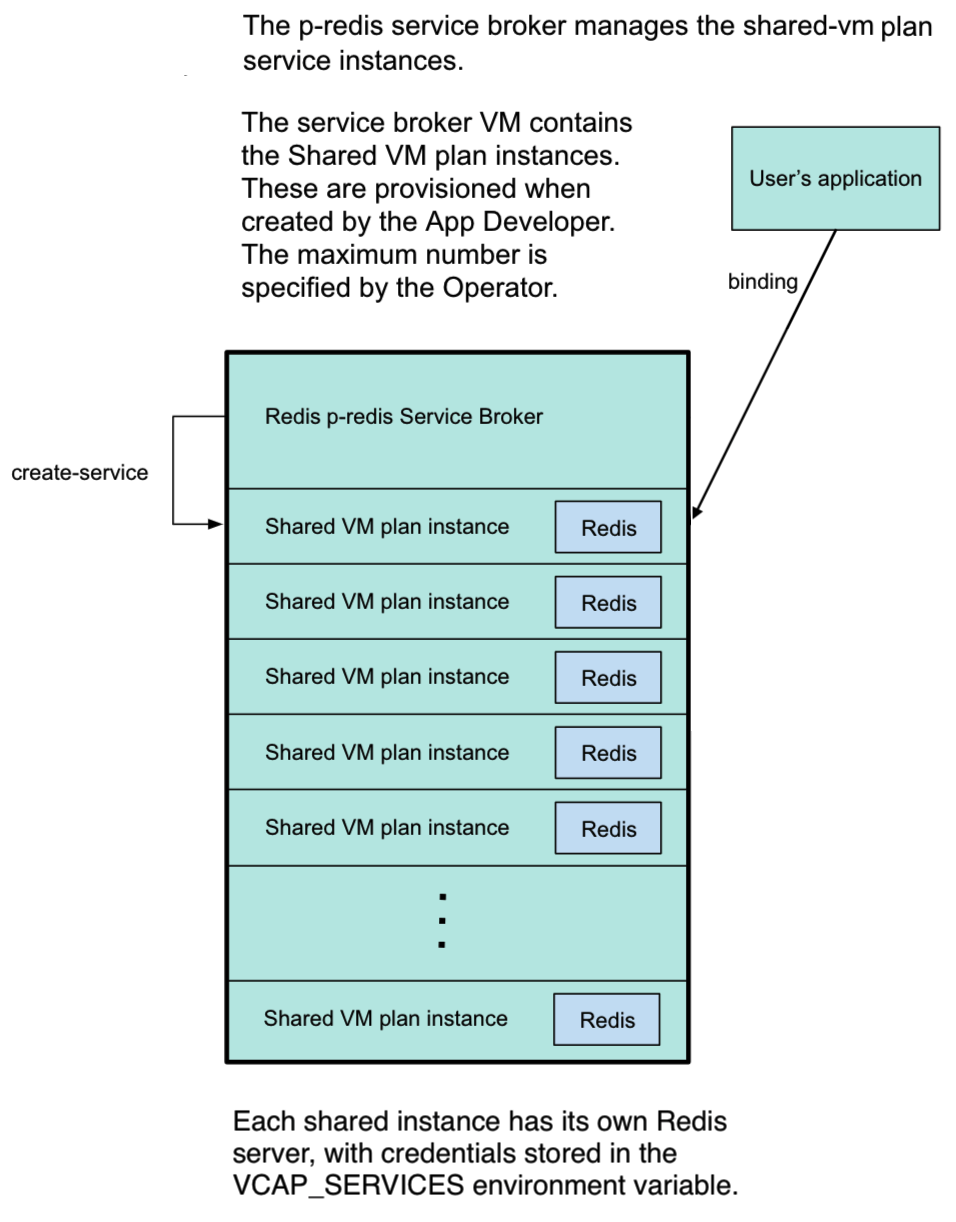 The p-redis service broker manages the shared-vm plan
service instances.
The service broker VM contains
the Shared VM plan instances.
These are provisioned when
created by the App Developer.
The maximum number is
specified by the Operator.
User's application
binding
Redis p-redis Service Broker
create-service
Shared VM plan instance Redis
Shared VM plan instance Redis
Shared VM plan instance Redis
Shared VM plan instance Redis
Shared VM plan instance Redis
Shared VM plan instance Redis
Each shared instance has its own Redis
server, with credentials stored in the
VCAP_SERVICES environment variable.